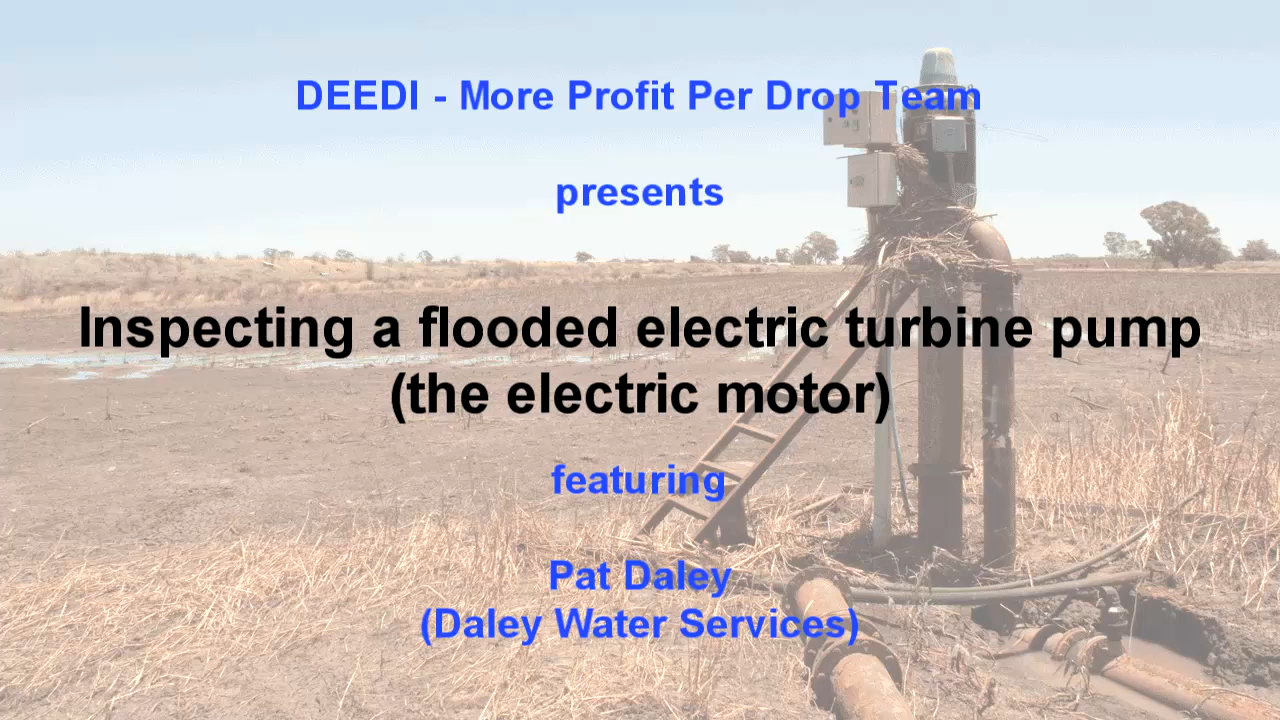 DEEDI - More Profit Per Drop Team
presents
Inspecting a flooded electric turbine pump
(the electric motor)
featuring
Pat Daley
(Daley Water Services)